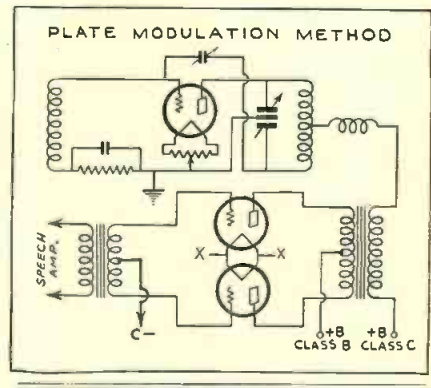 PLATE MODULATION METHOD
SPEECH AMP.
X X
C-
+B +B
CLASS B CLASS C